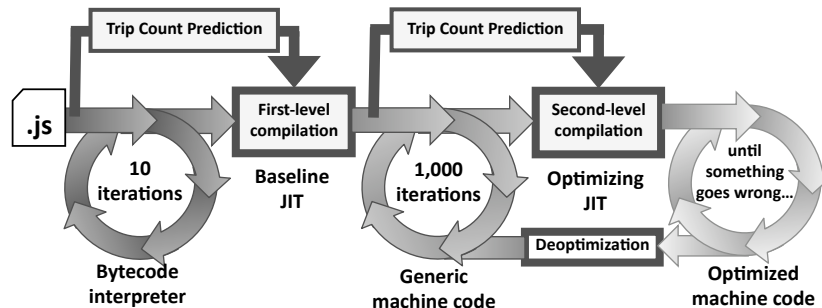 Trip Count Prediction
Trip Count Prediction
.js
First-level
compilation
Second-level
compilation
10
iterations
1,000
iterations
until
something
goes wrong...
Baseline
JIT
Optimizing
JIT
Deoptimization
Bytecode
interpreter
Generic
machine code
Optimized
machine code